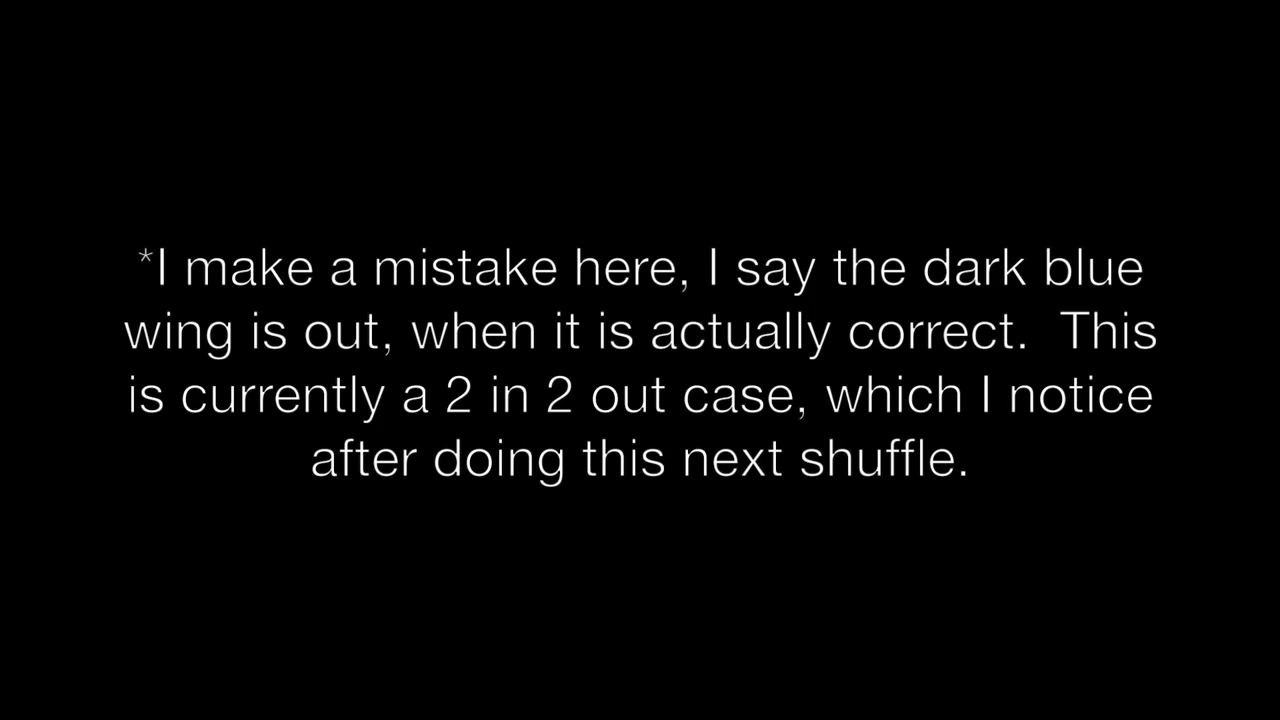 *I make a mistake here, I say the dark blue
wing is out, when it is actually correct.  This
is currently a 2 in 2 out case, which I notice
after doing this next shuffle.